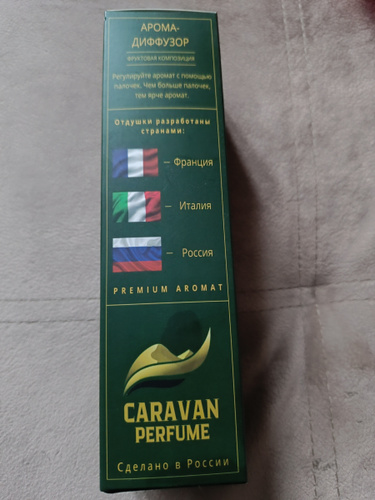 АРОМА-
ДИФФУЗОР
ФРУКТОВАЯ КОМПОЗИЦИЯ
Регулируйте аромат с помощью
палочек. Чем больше палочек,
тем ярче аромат.
Отдушки разработаны
странами:
— Франция
— Италия
— Россия
PREMIUM AROMAT
CARAVAN
PERFUME
Сделано в России